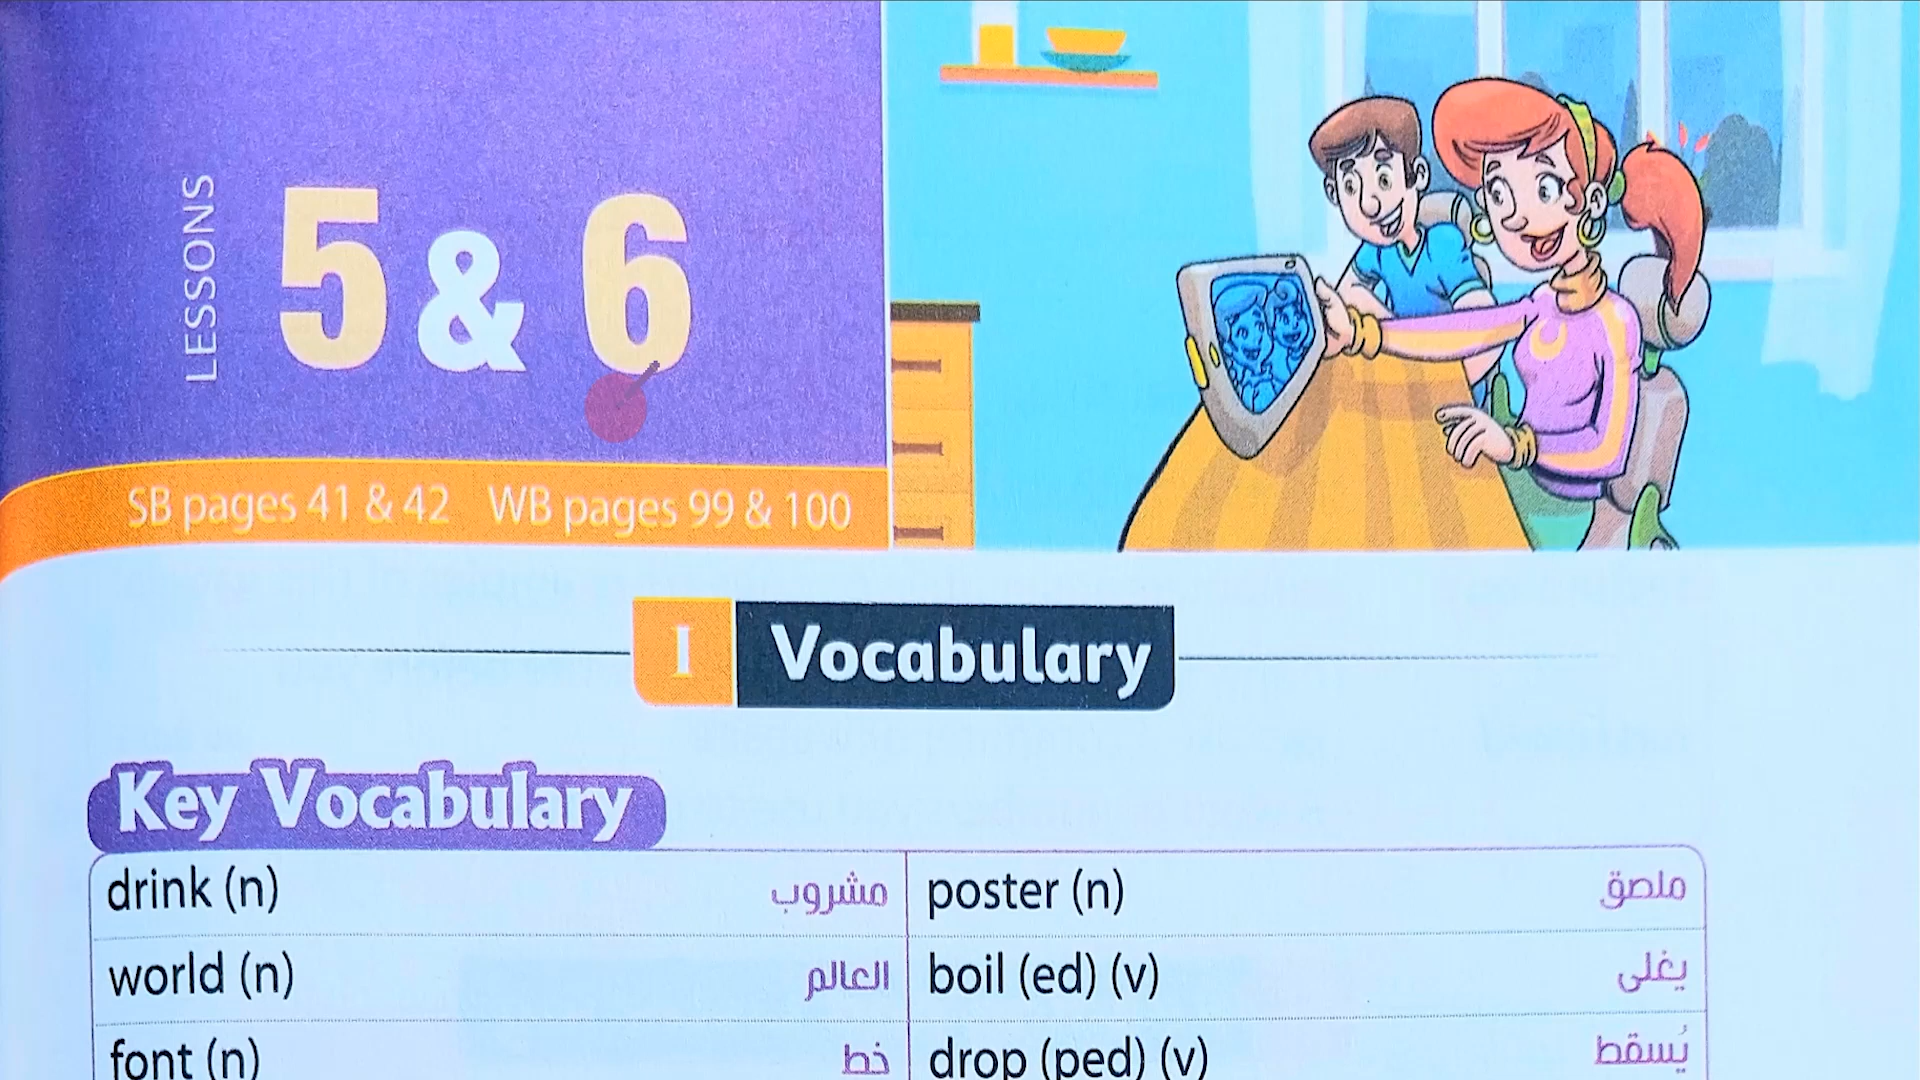 LESSONS
5 & 6
SB pages 41 & 42 WB pages 99 & 100
I Vocabulary
Key Vocabulary
drink (n) مشروب poster (n) ملصق
world (n) العالم boil (ed) (v) يغلى
font (n) خط drop (ped) (v) يُسقط